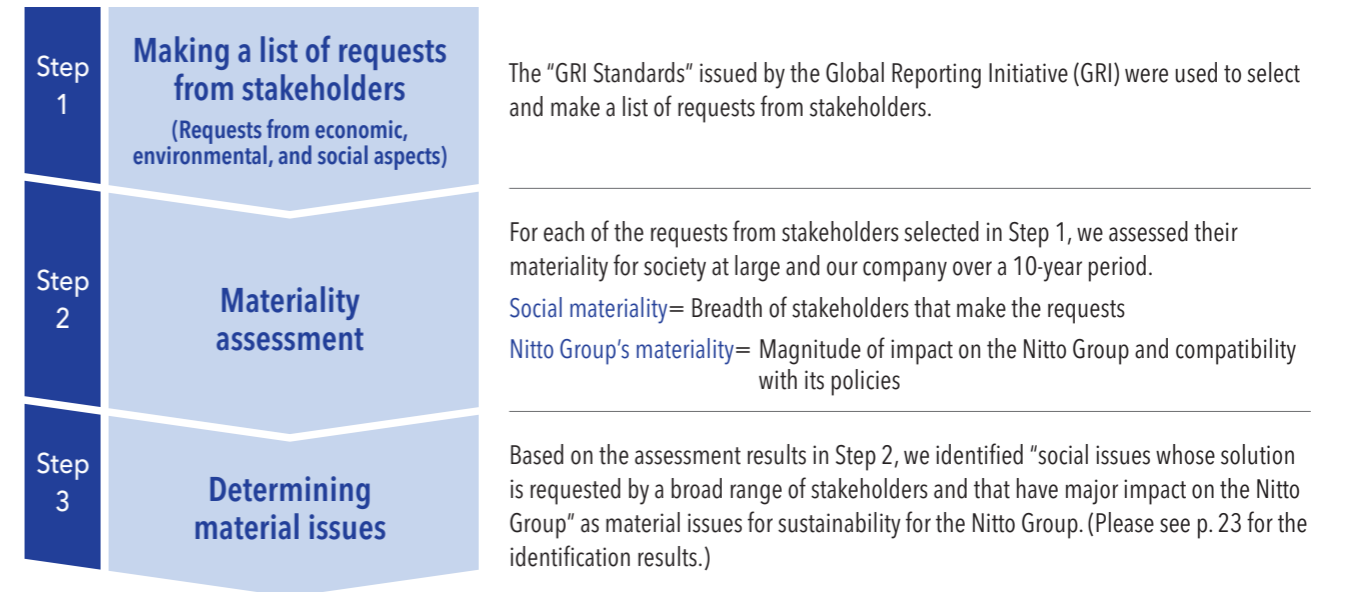 Step
1
Making a list of requests
from stakeholders
(Requests from economic,
environmental, and social aspects)
The “GRI Standards” issued by the Global Reporting Initiative (GRI) were used to select
and make a list of requests from stakeholders.
Step
2
Materiality
assessment
For each of the requests from stakeholders selected in Step 1, we assessed their
materiality for society at large and our company over a 10-year period.
Social materiality= Breadth of stakeholders that make the requests
Nitto Group’s materiality= Magnitude of impact on the Nitto Group and compatibility
with its policies
Step
3
Determining
material issues
Based on the assessment results in Step 2, we identified “social issues whose solution
is requested by a broad range of stakeholders and that have major impact on the Nitto
Group” as material issues for sustainability for the Nitto Group. (Please see p. 23 for the
identification results.)